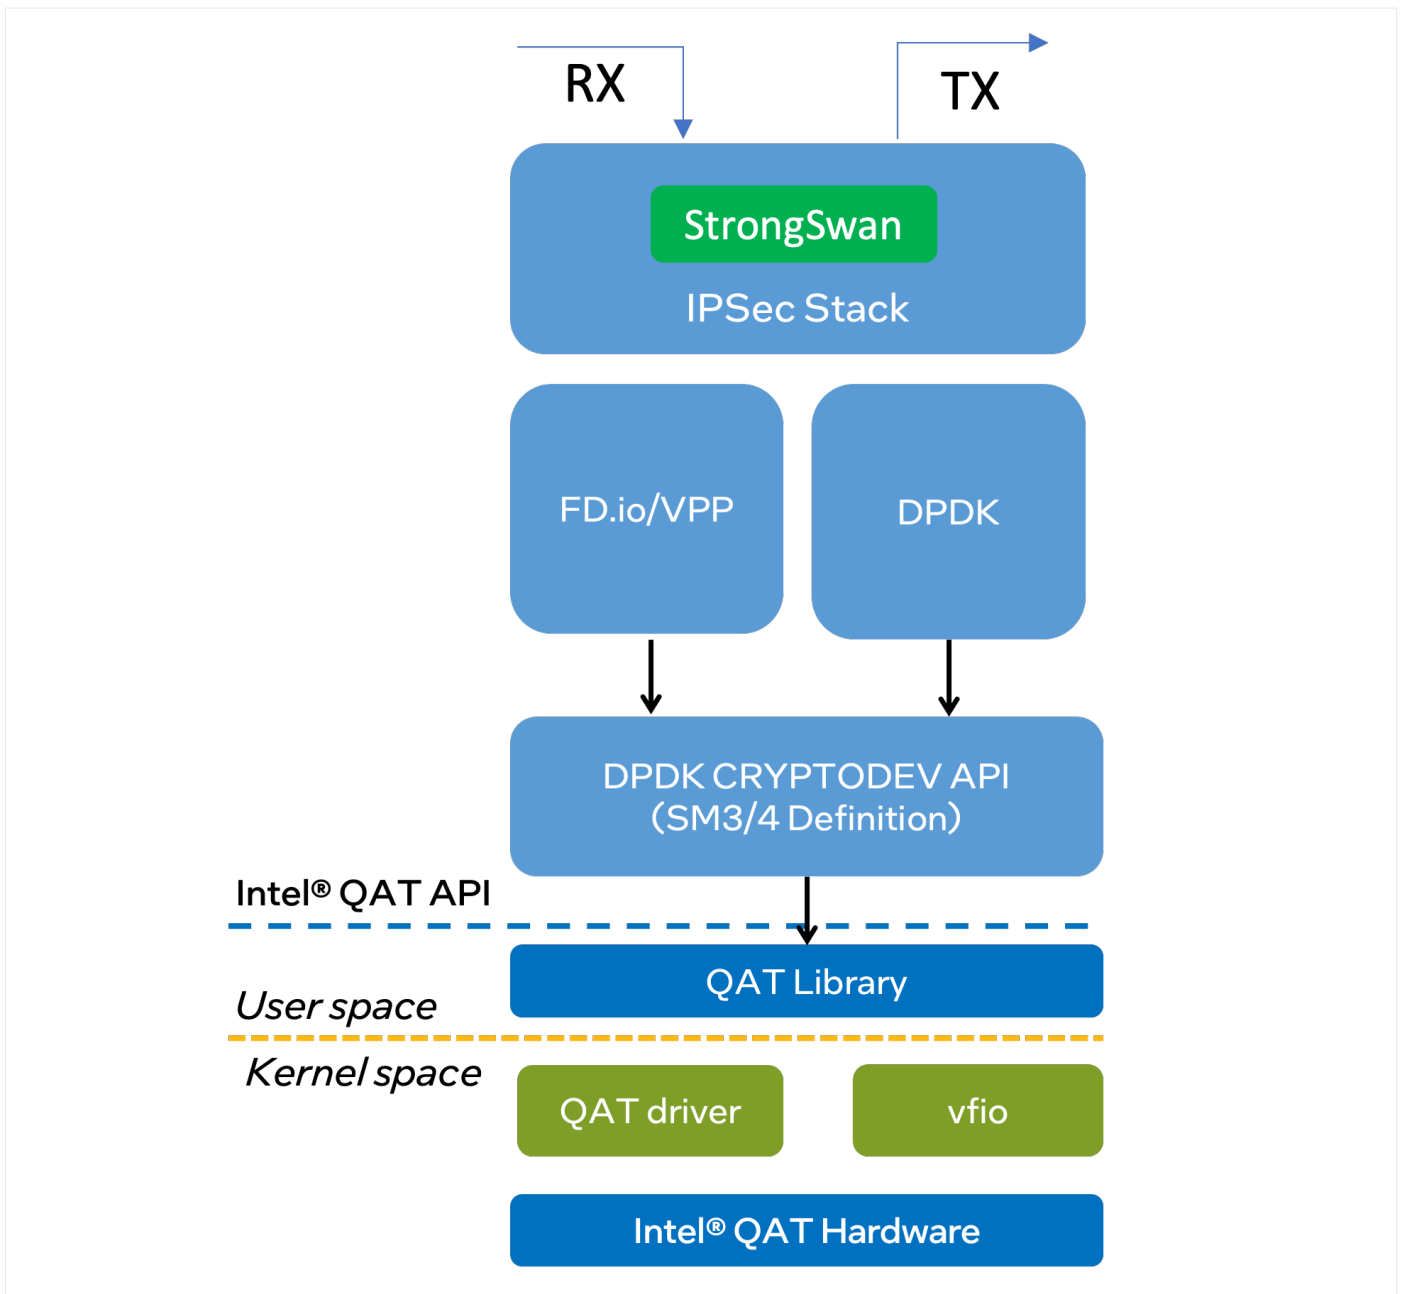 RX
TX
StrongSwan
IPSec Stack
FD.io/VPP
DPDK
DPDK CRYPTODEV API
(SM3/4 Definition)
Intel® QAT API
QAT Library
User space
Kernel space
QAT driver
vfio
Intel® QAT Hardware